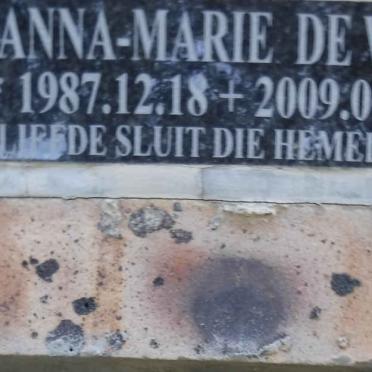 ANNA-MARIE DE
* 1987.12.18 + 2009.0
LIEFDE SLUIT DIE HEMEL